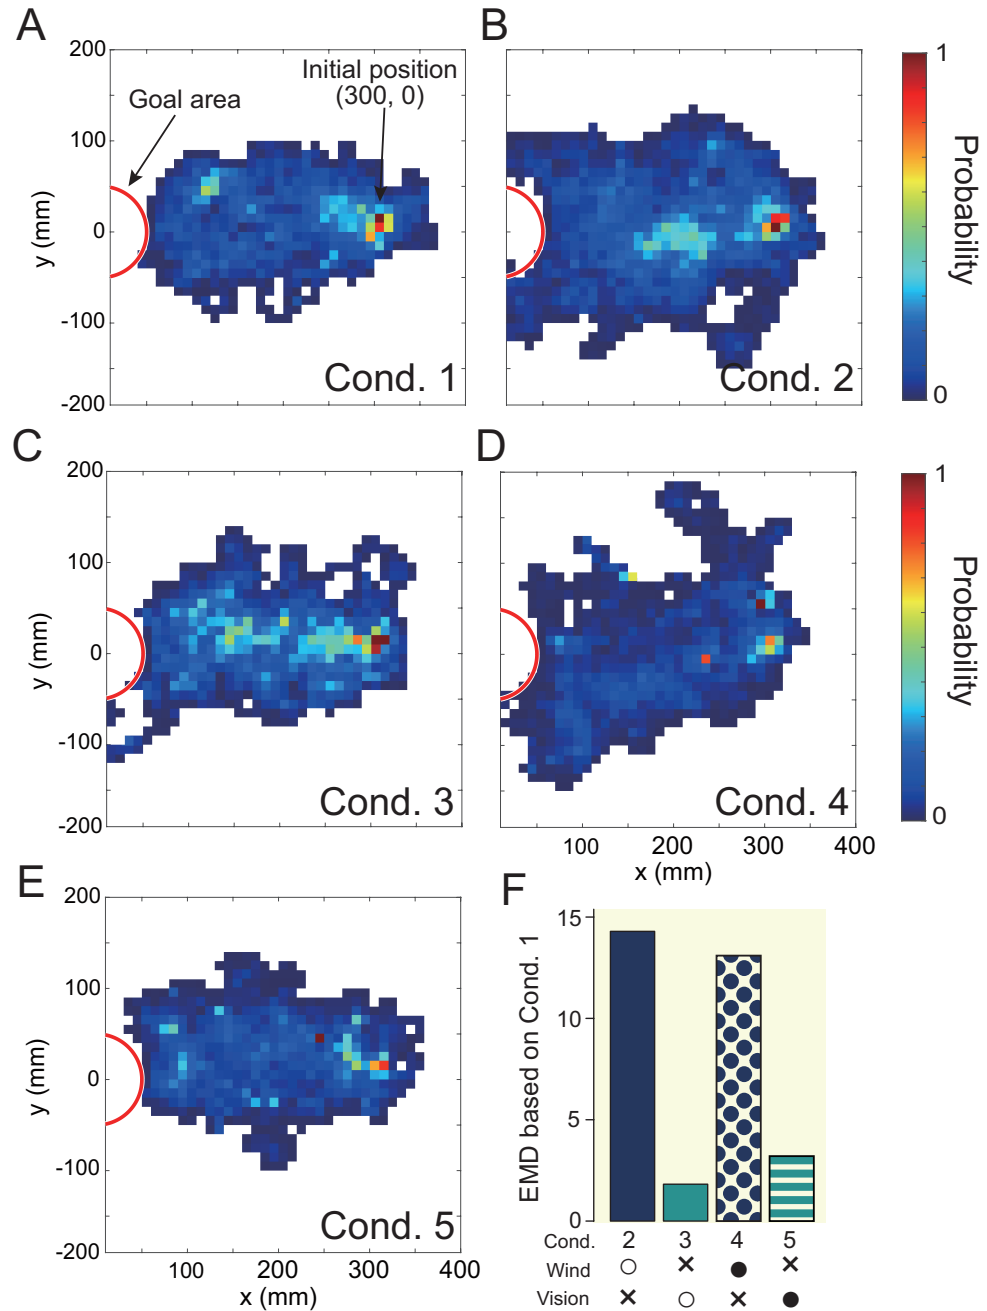 A
B
200
100
0
-100
-200
y (mm)
Goal area
Initial position
(300, 0)
Cond. 1
Cond. 2
1
0
Probability
C
D
200
100
0
-100
-200
y (mm)
Cond. 3
Cond. 4
100
200
300
400
x (mm)
1
0
Probability
E
F
200
100
0
-100
-200
y (mm)
Cond. 5
100
200
300
400
x (mm)
EMD based on Cond. 1
15
10
5
0
Cond. 2 3 4 5
Wind ○ × ● ×
Vision × ○ × ●